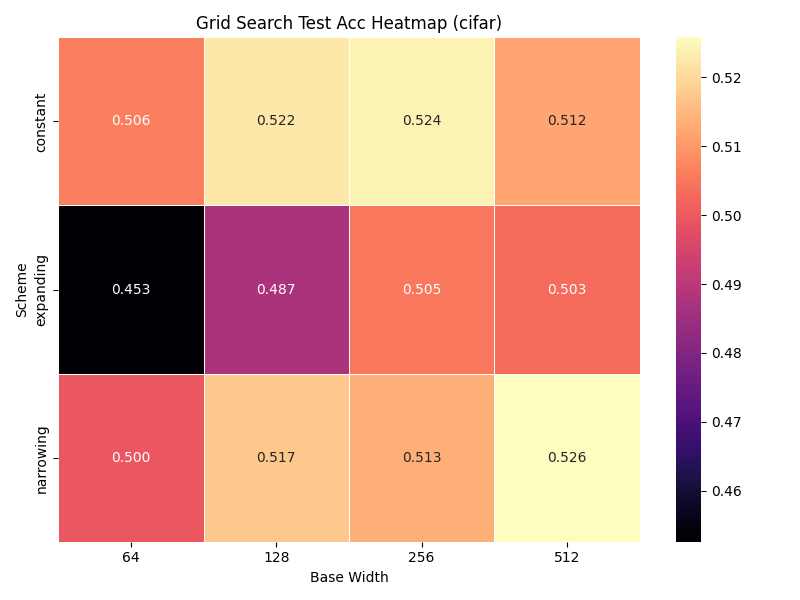 Grid Search Test Acc Heatmap (cifar)
constant
0.506 0.522 0.524 0.512
0.52
0.51
0.50
0.49
0.48
0.47
0.46
Scheme
expanding
0.453 0.487 0.505 0.503
narrowing
0.500 0.517 0.513 0.526
64 128 256 512
Base Width